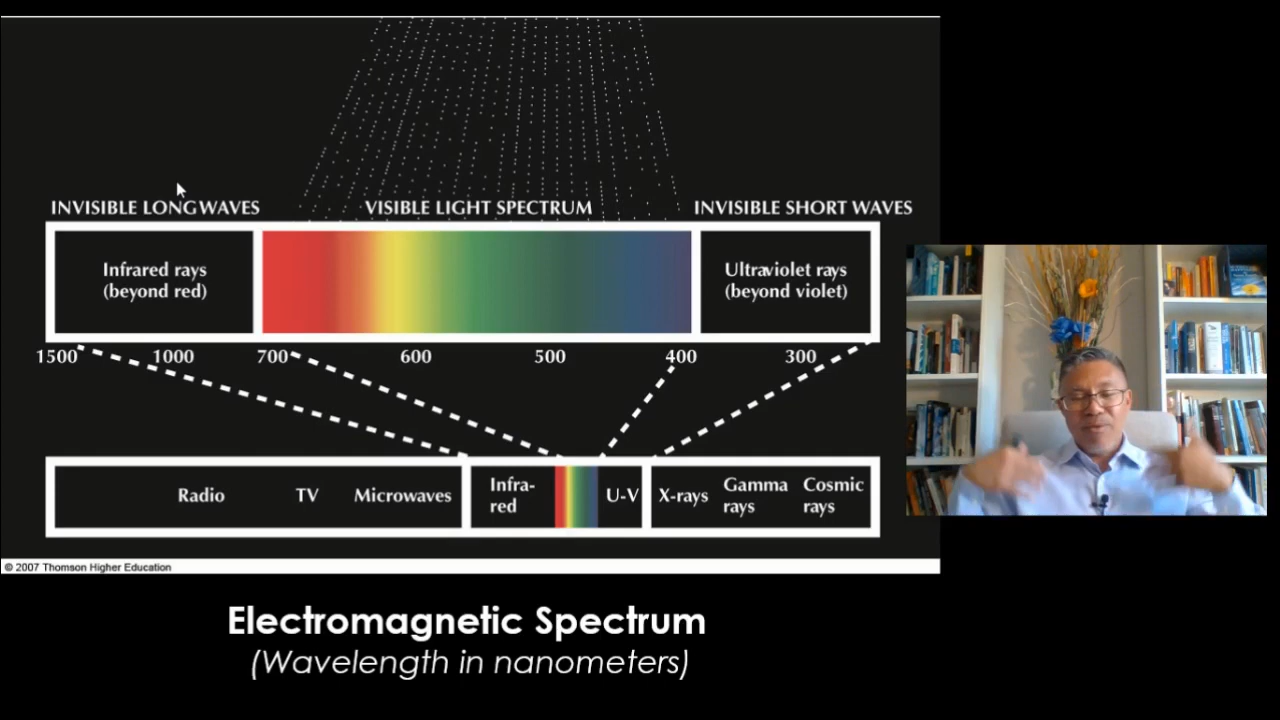 INVISIBLE LONGWAVES VISIBLE LIGHT SPECTRUM INVISIBLE SHORT WAVES
Infrared rays
(beyond red)
Ultraviolet rays
(beyond violet)
1500 1000 700 600 500 400 300
Radio TV Microwaves
Infra-
red
U-V
X-rays
Gamma
rays
Cosmic
rays
© 2007 Thomson Higher Education
Electromagnetic Spectrum
(Wavelength in nanometers)